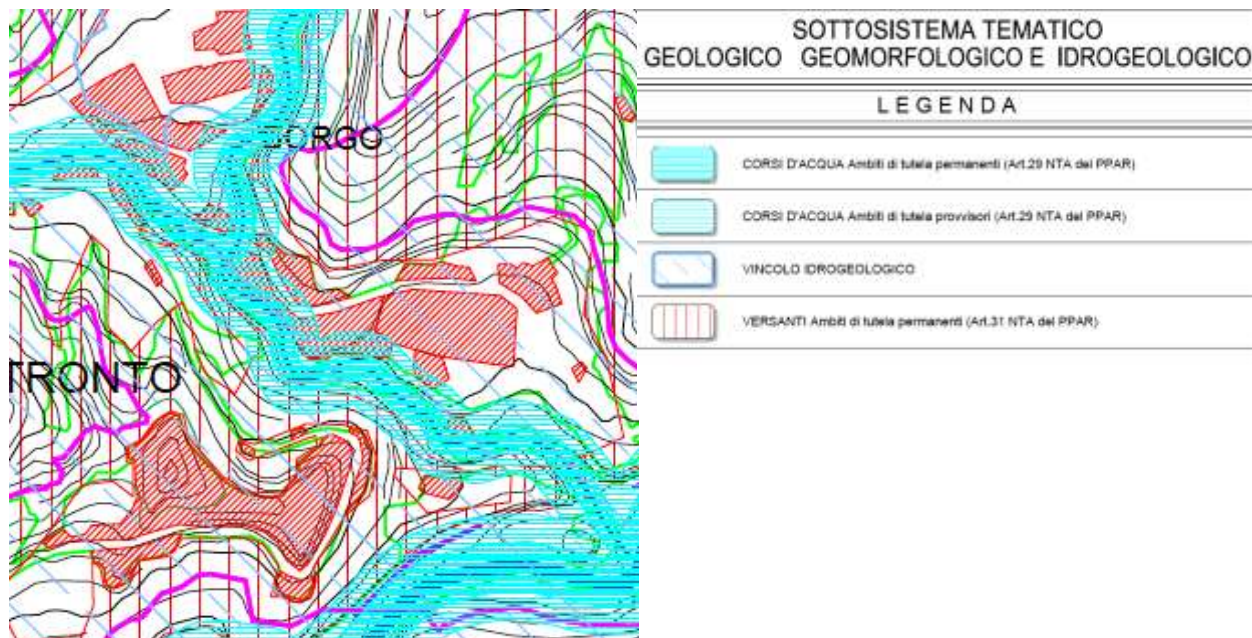 BORGO
TRONTO
SOTTOSISTEMA TEMATICO
GEOLOGICO GEOMORFOLOGICO E IDROGEOLOGICO
LEGENDA
CORSI D'ACQUA Ambiti di tutela permanenti (Art.29 NTA del PPAR)
CORSI D'ACQUA Ambiti di tutela provvisori (Art.29 NTA del PPAR)
VINCOLO IDROGEOLOGICO
VERSANTI Ambiti di tutela permanenti (Art.31 NTA del PPAR)